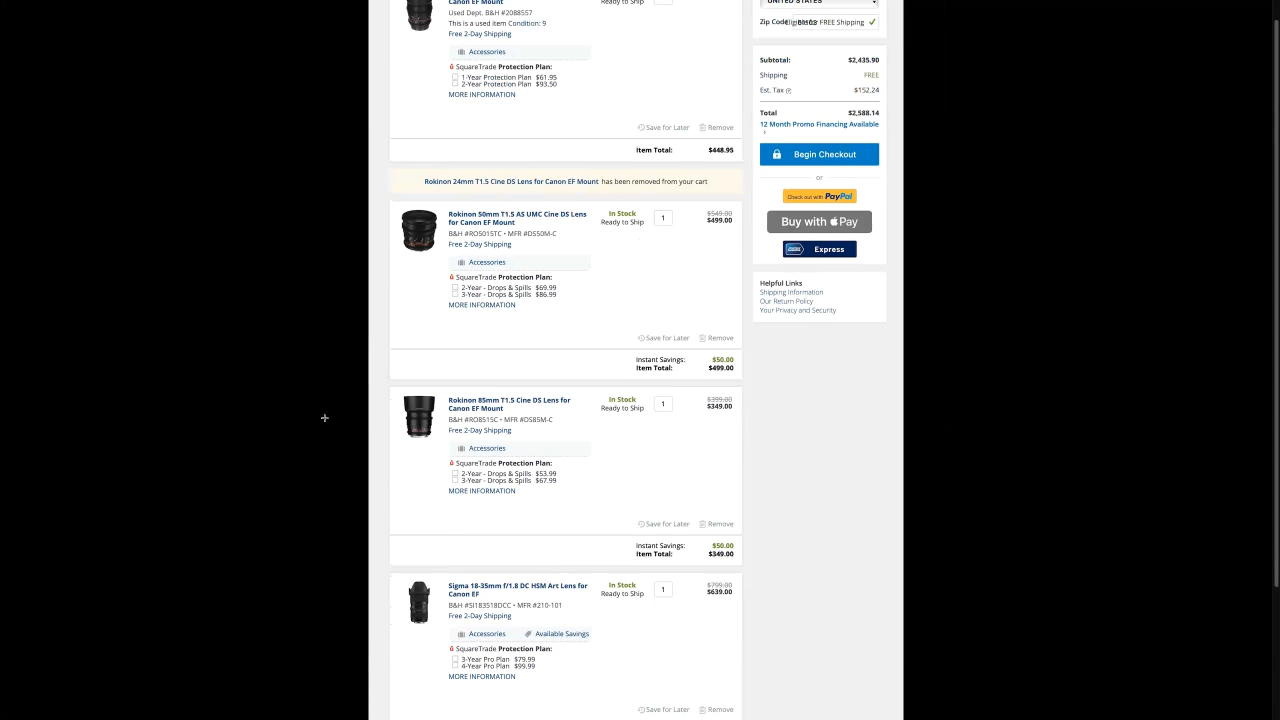 Canon EF Mount
Used Dept. B&H #2088557
This is a used item Condition: 9
Free 2-Day Shipping
Ready to Ship
Accessories
SquareTrade Protection Plan:
1-Year Protection Plan $61.95
2-Year Protection Plan $93.50
MORE INFORMATION
Save for Later Remove
Item Total: $448.95
Rokinon 24mm T1.5 Cine DS Lens for Canon EF Mount has been removed from your cart
Rokinon 50mm T1.5 AS UMC Cine DS Lens
for Canon EF Mount
B&H #RO5015TC • MFR #DS50M-C
Free 2-Day Shipping
In Stock
Ready to Ship
1
$549.00
$499.00
Accessories
SquareTrade Protection Plan:
2-Year - Drops & Spills $69.99
3-Year - Drops & Spills $86.99
MORE INFORMATION
Save for Later Remove
Instant Savings: $50.00
Item Total: $499.00
Rokinon 85mm T1.5 Cine DS Lens for
Canon EF Mount
B&H #RO8515C • MFR #DS85M-C
Free 2-Day Shipping
In Stock
Ready to Ship
1
$399.00
$349.00
Accessories
SquareTrade Protection Plan:
2-Year - Drops & Spills $53.99
3-Year - Drops & Spills $67.99
MORE INFORMATION
Save for Later Remove
Instant Savings: $50.00
Item Total: $349.00
Sigma 18-35mm f/1.8 DC HSM Art Lens for
Canon EF
B&H #SI183518DCC • MFR #210-101
Free 2-Day Shipping
In Stock
Ready to Ship
1
$799.00
$639.00
Accessories Available Savings
SquareTrade Protection Plan:
3-Year Pro Plan $79.99
4-Year Pro Plan $99.99
MORE INFORMATION
Save for Later Remove
UNITED STATES
Zip Code
FREE Shipping
Subtotal: $2,435.90
Shipping FREE
Est. Tax $152.24
Total $2,588.14
12 Month Promo Financing Available
›
Begin Checkout
or
Check out with PayPal
Buy with Pay
Express
Helpful Links
Shipping Information
Our Return Policy
Your Privacy and Security